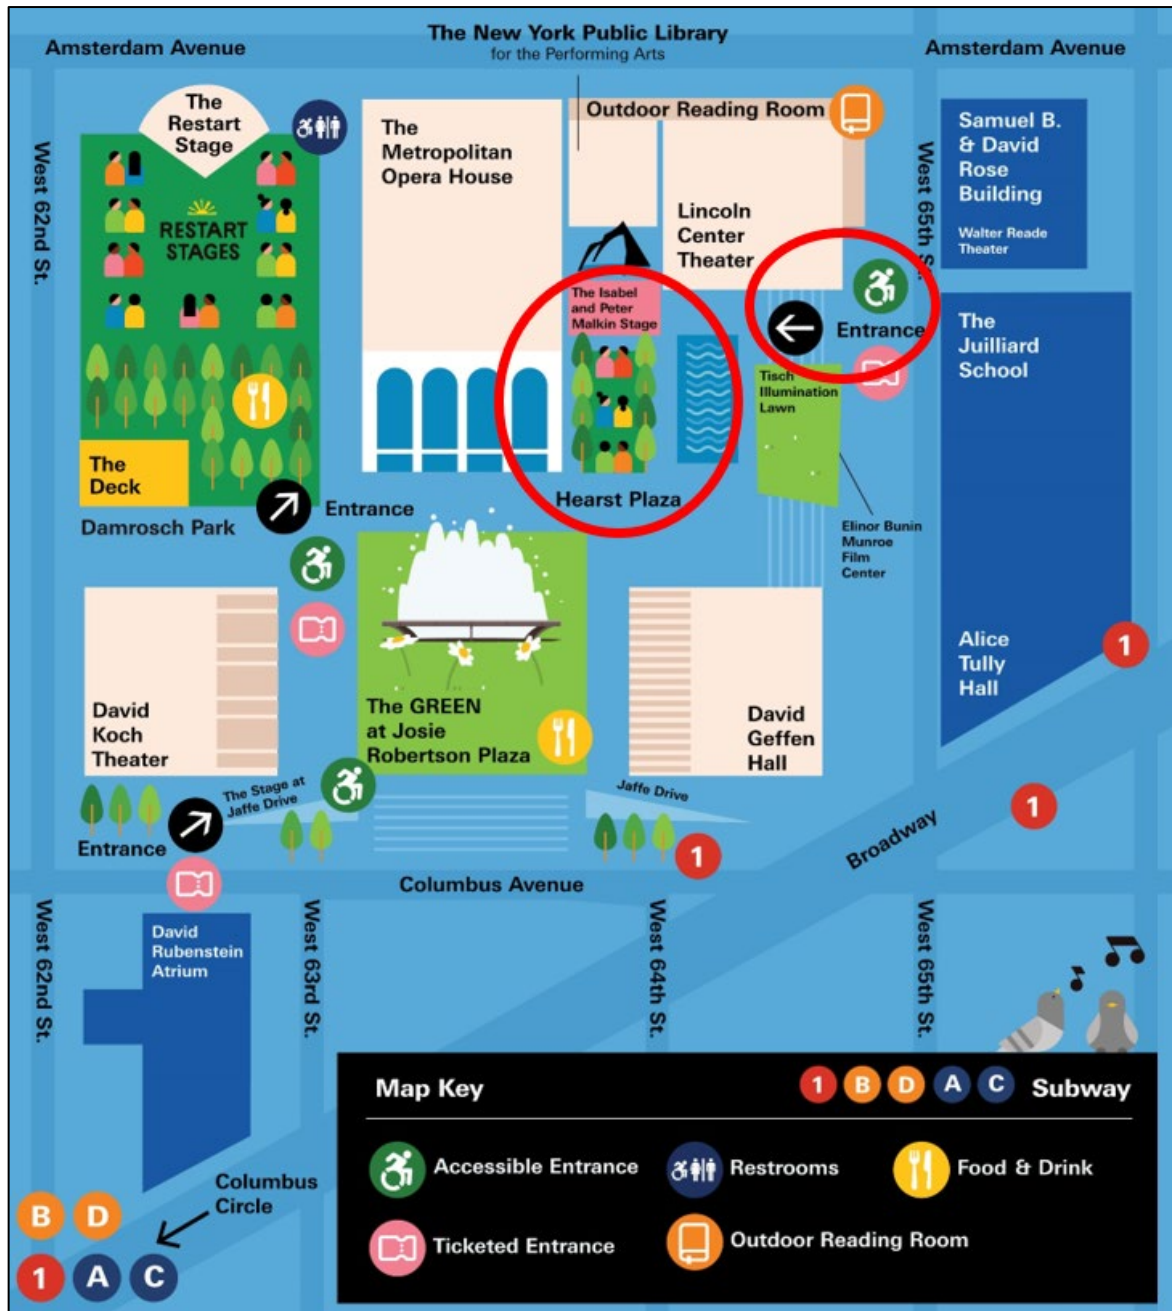 The New York Public Library
for the Performing Arts
Amsterdam Avenue
Amsterdam Avenue
The
Restart
Stage
RESTART
STAGES
West 62nd St.
The
Metropolitan
Opera House
Outdoor Reading Room
Lincoln
Center
Theater
West 65th St.
Samuel B.
& David
Rose
Building
Walter Reade
Theater
The Isabel
and Peter
Malkin Stage
Entrance
The
Juilliard
School
Tisch
Illumination
Lawn
The
Deck
Damrosch Park
Entrance
Hearst Plaza
Elinor Bunin
Munroe
Film
Center
David
Koch
Theater
The GREEN
at Josie
Robertson Plaza
David
Geffen
Hall
Alice
Tully
Hall
1
The Stage at
Jaffe Drive
Jaffe Drive
Entrance
1
1
Broadway
Columbus Avenue
David
Rubenstein
Atrium
West 62nd St.
West 63rd St.
West 64th St.
West 65th St.
Columbus
Circle
B D
1 A C
Map Key
1 B D A C Subway
Accessible Entrance
Restrooms
Food & Drink
Ticketed Entrance
Outdoor Reading Room